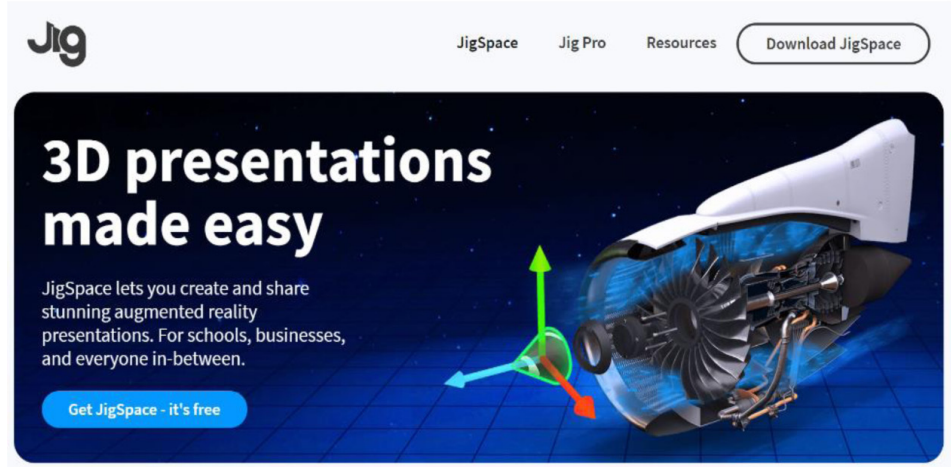 Jig
JigSpace Jig Pro Resources Download JigSpace
3D presentations
made easy
JigSpace lets you create and share
stunning augmented reality
presentations. For schools, businesses,
and everyone in-between.
Get JigSpace - it's free